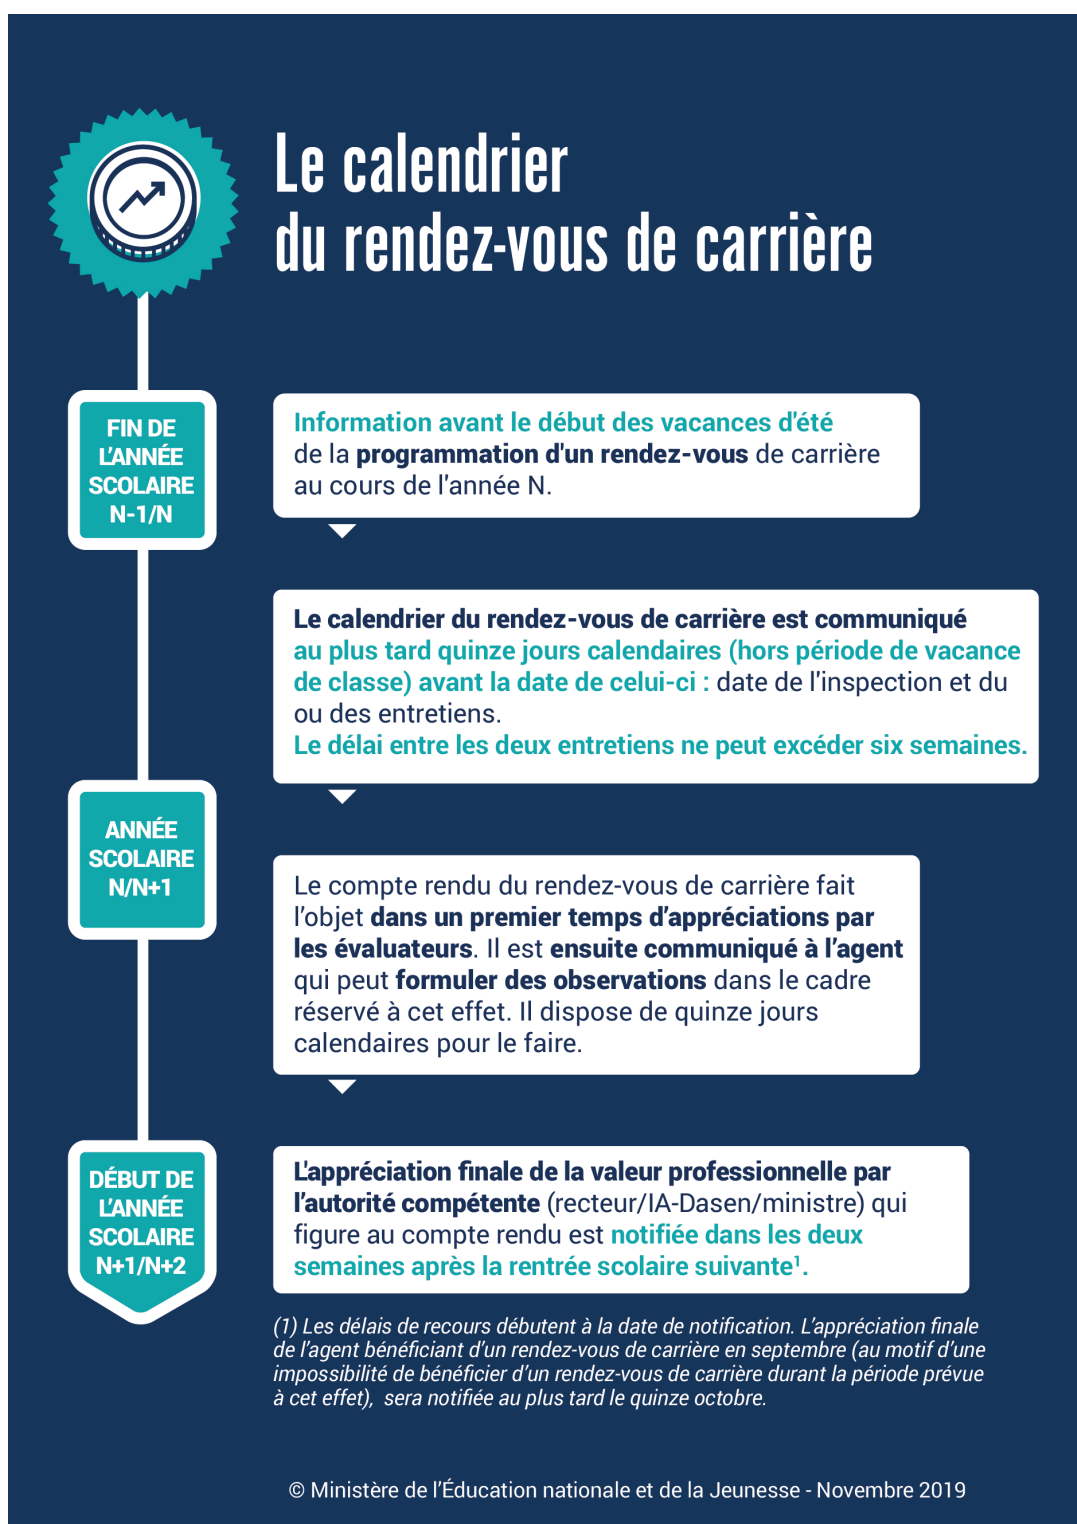 Le calendrier
du rendez-vous de carrière
FIN DE
L'ANNÉE
SCOLAIRE
N-1/N
Information avant le début des vacances d'été
de la programmation d'un rendez-vous de carrière
au cours de l'année N.
Le calendrier du rendez-vous de carrière est communiqué
au plus tard quinze jours calendaires (hors période de vacance
de classe) avant la date de celui-ci : date de l'inspection et du
ou des entretiens.
Le délai entre les deux entretiens ne peut excéder six semaines.
ANNÉE
SCOLAIRE
N/N+1
Le compte rendu du rendez-vous de carrière fait
l’objet dans un premier temps d’appréciations par
les évaluateurs. Il est ensuite communiqué à l’agent
qui peut formuler des observations dans le cadre
réservé à cet effet. Il dispose de quinze jours
calendaires pour le faire.
DÉBUT DE
L’ANNÉE
SCOLAIRE
N+1/N+2
L'appréciation finale de la valeur professionnelle par
l’autorité compétente (recteur/IA-Dasen/ministre) qui
figure au compte rendu est notifiée dans les deux
semaines après la rentrée scolaire suivante¹.
(1) Les délais de recours débutent à la date de notification. L’appréciation finale
de l’agent bénéficiant d’un rendez-vous de carrière en septembre (au motif d’une
impossibilité de bénéficier d’un rendez-vous de carrière durant la période prévue
à cet effet), sera notifiée au plus tard le quinze octobre.
© Ministère de l’Éducation nationale et de la Jeunesse - Novembre 2019